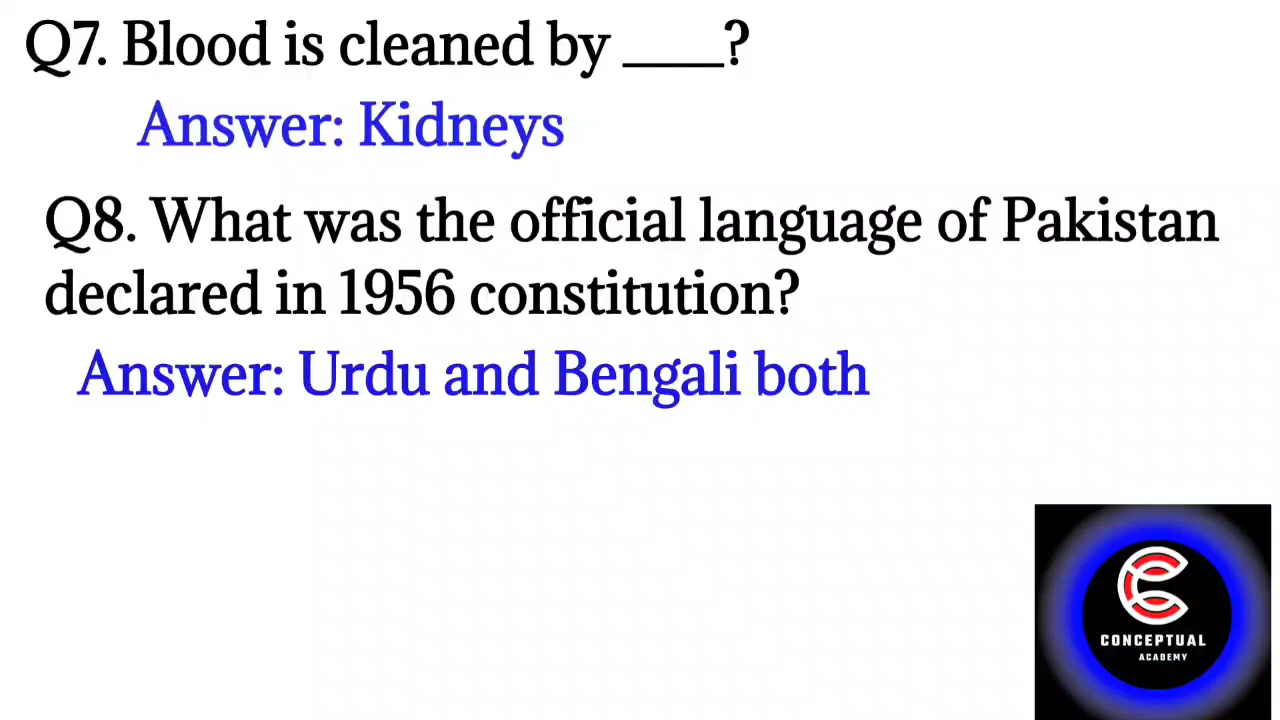 Q7. Blood is cleaned by ____?
Answer: Kidneys
Q8. What was the official language of Pakistan
declared in 1956 constitution?
Answer: Urdu and Bengali both
CONCEPTUAL
ACADEMY